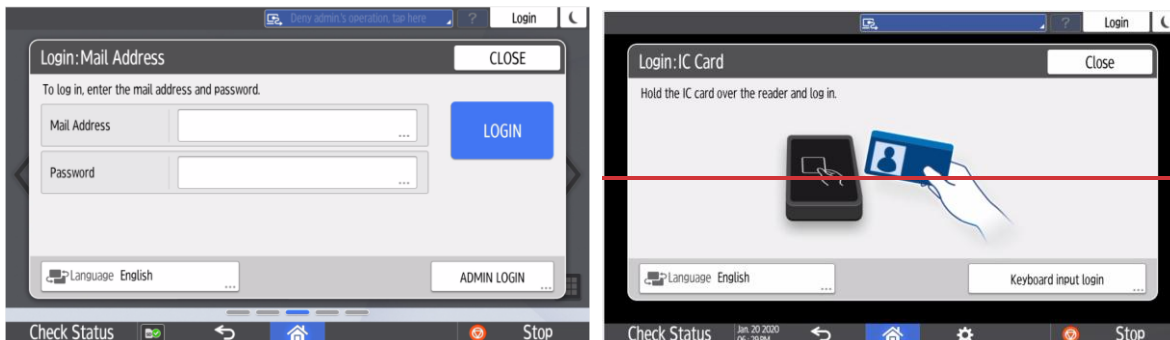 Deny admin.'s operation, tap here
?
Login
Login:Mail Address
CLOSE
To log in, enter the mail address and password.
Mail Address
...
LOGIN
Password
...
Language English
...
ADMIN LOGIN
...
Check Status
Stop
?
Login
Login:IC Card
Close
Hold the IC card over the reader and log in.
Language English
...
Keyboard input login
...
Check Status
Jan. 20 2020
Stop